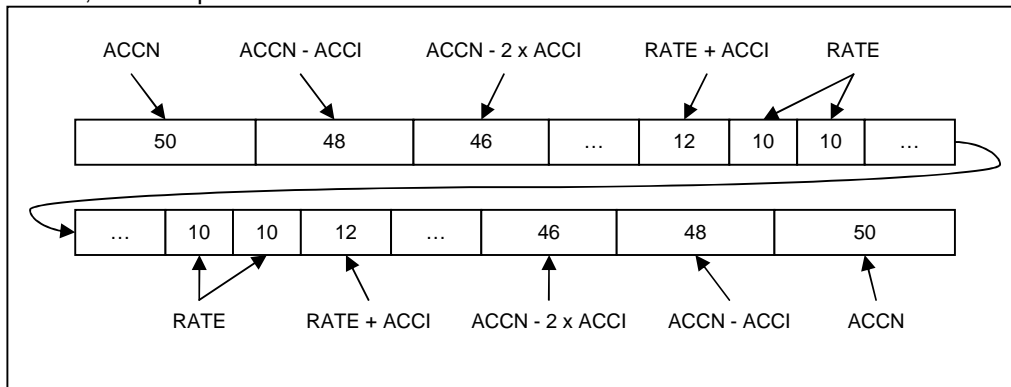 ACCN ACCN - ACCI ACCN - 2 x ACCI RATE + ACCI RATE
50 48 46 … 12 10 10 …
… 10 10 12 … 46 48 50
RATE RATE + ACCI ACCN - 2 x ACCI ACCN - ACCI ACCN